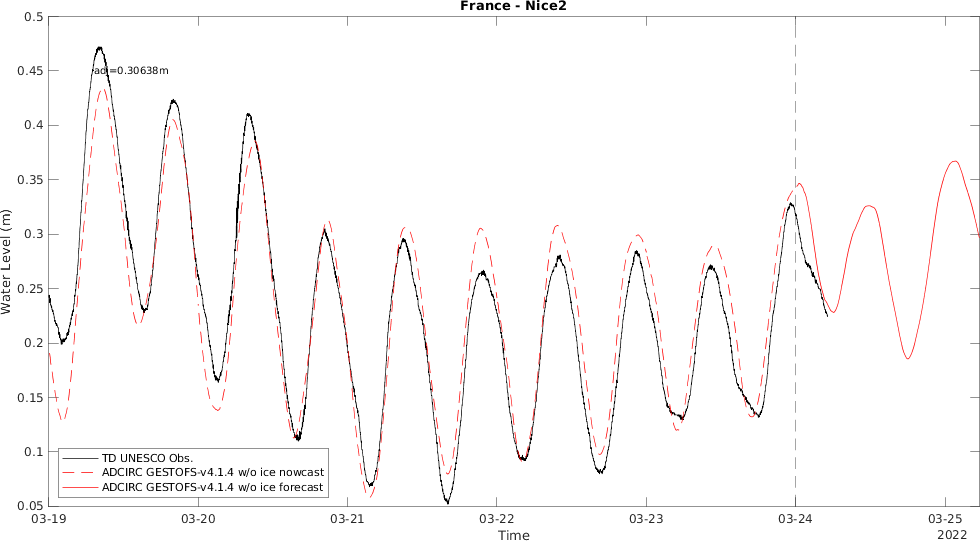 France - Nice2
0.5
0.45
0.4
0.35
0.3
0.25
0.2
0.15
0.1
0.05
Water Level (m)
adj=0.30638m
TD UNESCO Obs.
ADCIRC GESTOFS-v4.1.4 w/o ice nowcast
ADCIRC GESTOFS-v4.1.4 w/o ice forecast
03-19 03-20 03-21 03-22 03-23 03-24 03-25
Time
2022